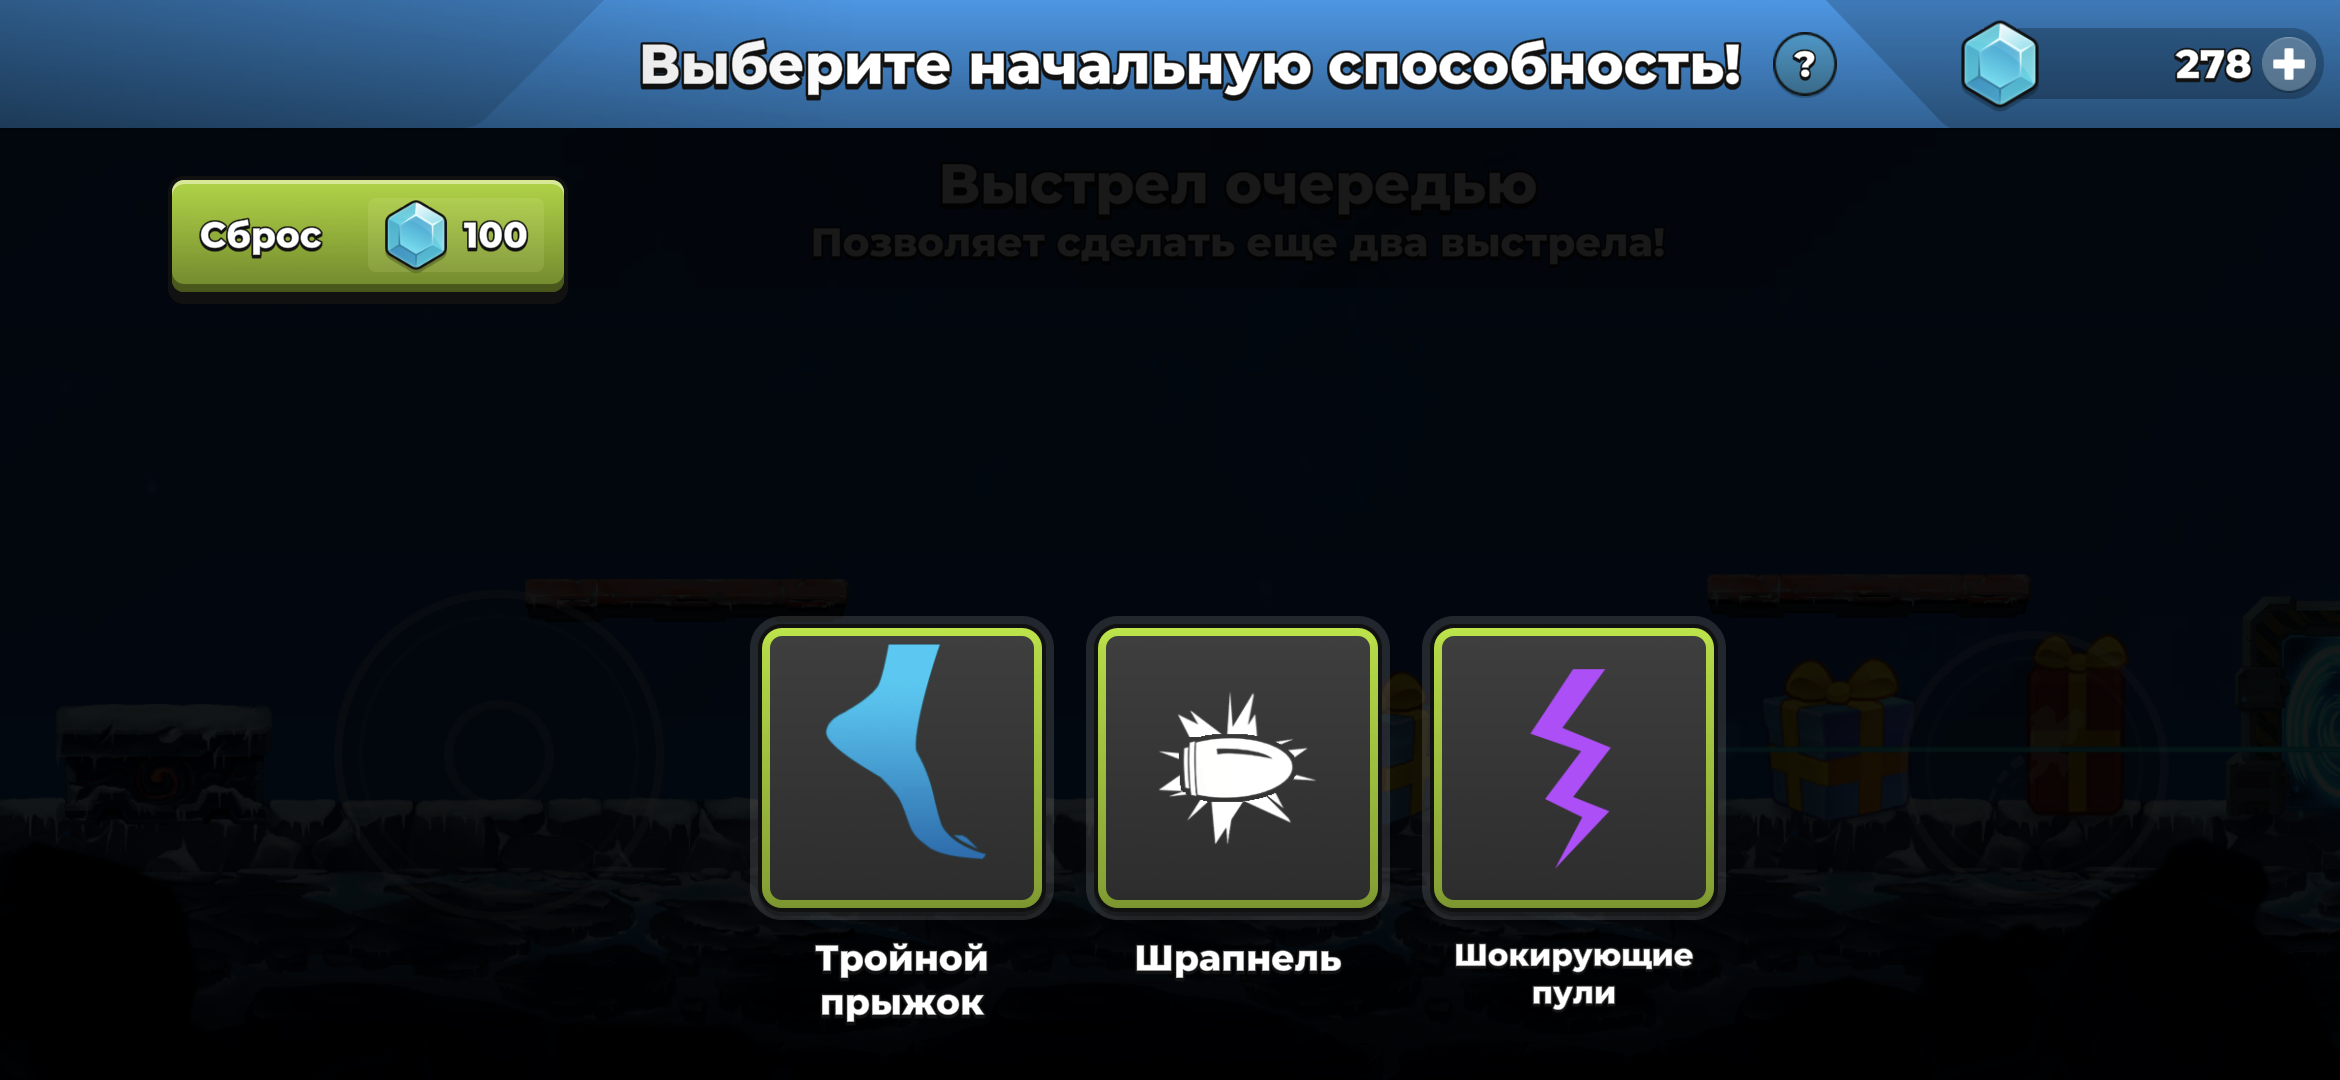 Выберите начальную способность!
?
278
Сброс 100
Выстрел очередью
Позволяет сделать еще два выстрела!
Тройной
прыжок
Шрапнель
Шокирующие
пули